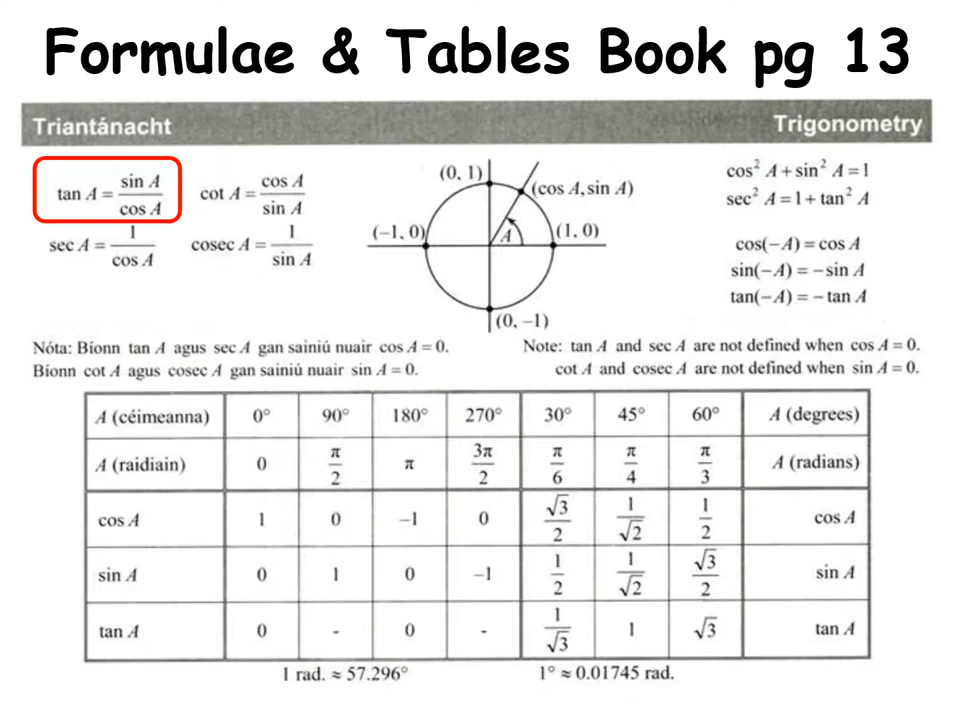 Formulae & Tables Book pg 13
Triantánacht Trigonometry
tan A = sin A / cos A
cot A = cos A / sin A
sec A = 1 / cos A
cosec A = 1 / sin A
(0, 1)
(cos A, sin A)
(−1, 0)
A
(1, 0)
(0, −1)
cos² A + sin² A = 1
sec² A = 1 + tan² A
cos(−A) = cos A
sin(−A) = − sin A
tan(−A) = − tan A
Nóta: Bíonn tan A agus sec A gan sainiú nuair cos A = 0.
Bíonn cot A agus cosec A gan sainiú nuair sin A = 0.
Note: tan A and sec A are not defined when cos A = 0.
cot A and cosec A are not defined when sin A = 0.
A (céimeanna) 0° 90° 180° 270° 30° 45° 60° A (degrees)
A (raidiain) 0 π/2 π 3π/2 π/6 π/4 π/3 A (radians)
cos A 1 0 −1 0 √3/2 1/√2 1/2 cos A
sin A 0 1 0 −1 1/2 1/√2 √3/2 sin A
tan A 0 - 0 - 1/√3 1 √3 tan A
1 rad. ≈ 57.296° 1° ≈ 0.01745 rad.